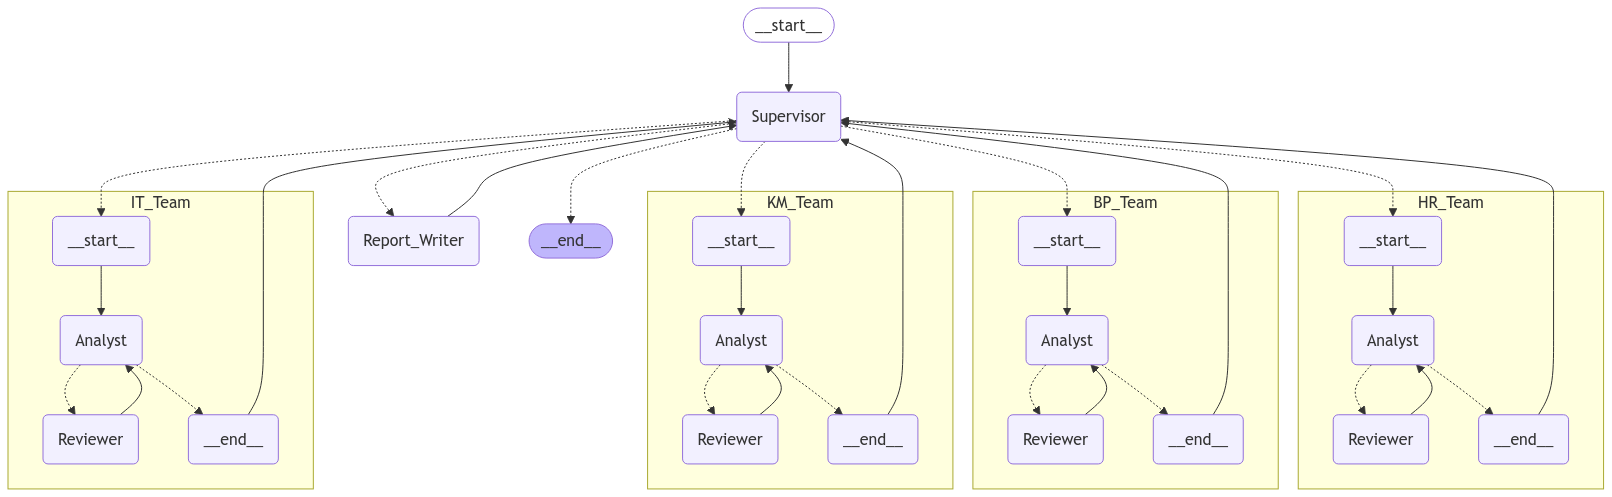 __start__
Supervisor
IT_Team
KM_Team
BP_Team
HR_Team
__start__
Report_Writer
__end__
__start__
__start__
__start__
Analyst
Analyst
Analyst
Analyst
Reviewer
__end__
Reviewer
__end__
Reviewer
__end__
Reviewer
__end__